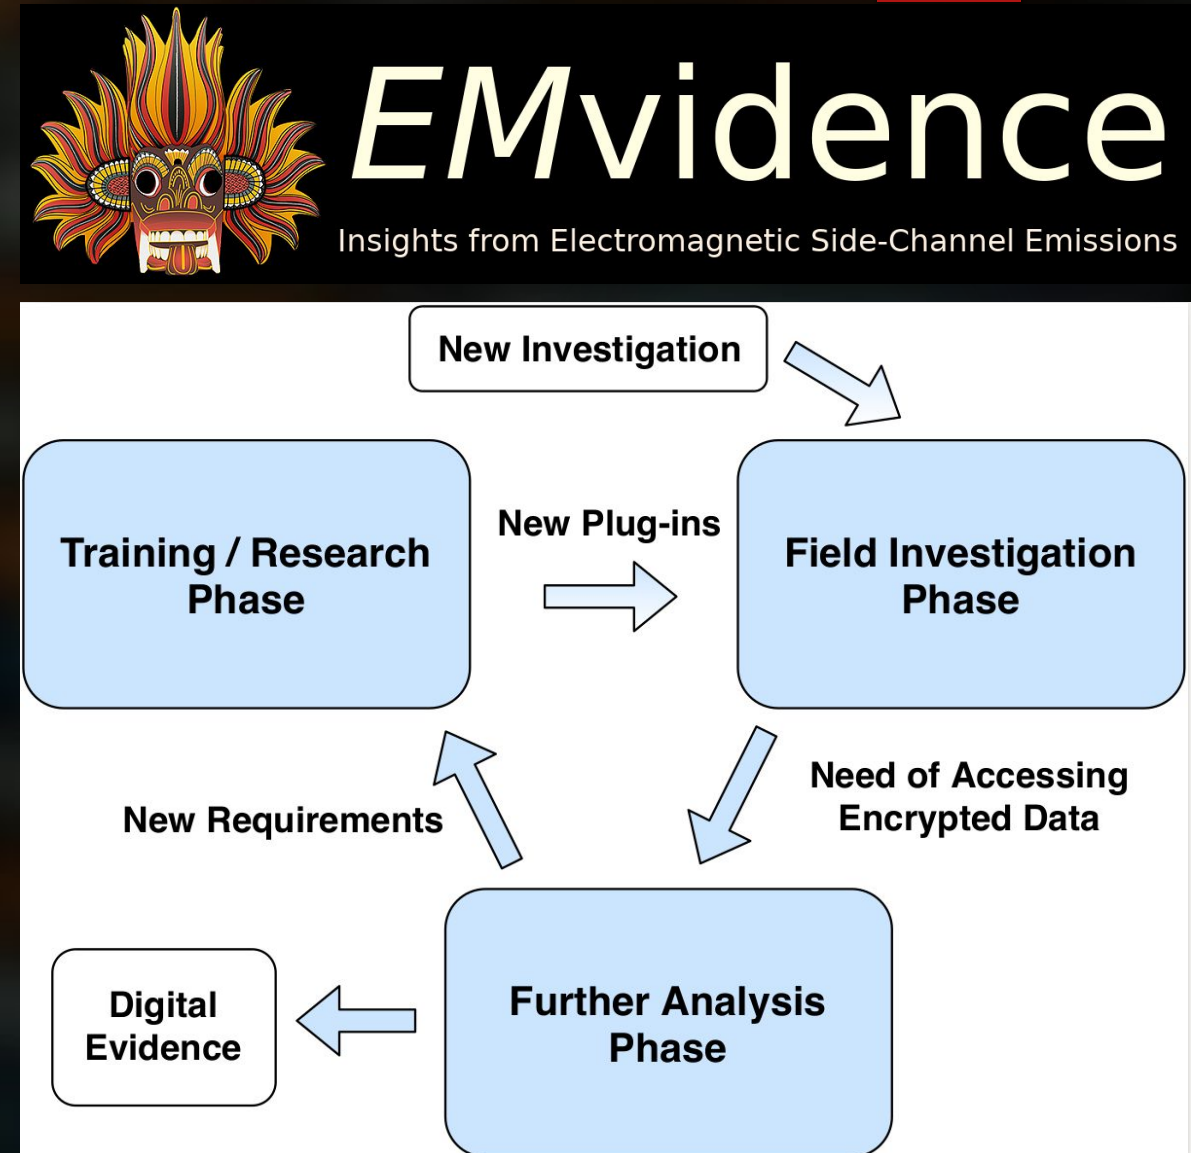 EMvidence
Insights from Electromagnetic Side-Channel Emissions
New Investigation
Training / Research
Phase
New Plug-ins
Field Investigation
Phase
New Requirements
Need of Accessing
Encrypted Data
Digital
Evidence
Further Analysis
Phase